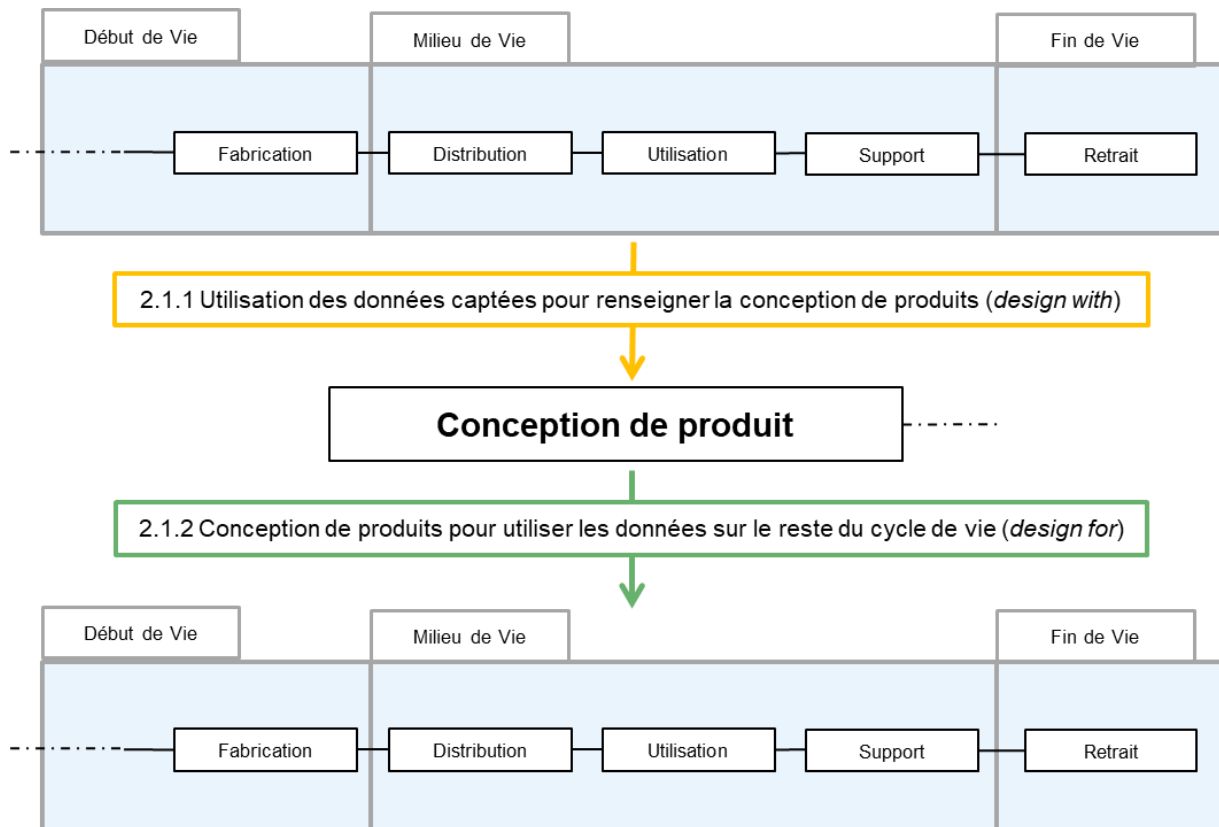 Début de Vie
Milieu de Vie
Fin de Vie
Fabrication
Distribution
Utilisation
Support
Retrait
2.1.1 Utilisation des données captées pour renseigner la conception de produits (design with)
Conception de produit
2.1.2 Conception de produits pour utiliser les données sur le reste du cycle de vie (design for)
Début de Vie
Milieu de Vie
Fin de Vie
Fabrication
Distribution
Utilisation
Support
Retrait